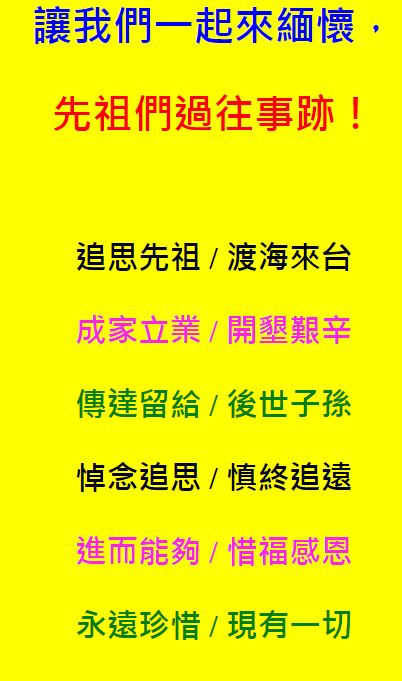 讓我們一起來緬懷，
先祖們過往事跡！
追思先祖 / 渡海來台
成家立業 / 開墾艱辛
傳達留給 / 後世子孫
悼念追思 / 慎終追遠
進而能夠 / 惜福感恩
永遠珍惜 / 現有一切